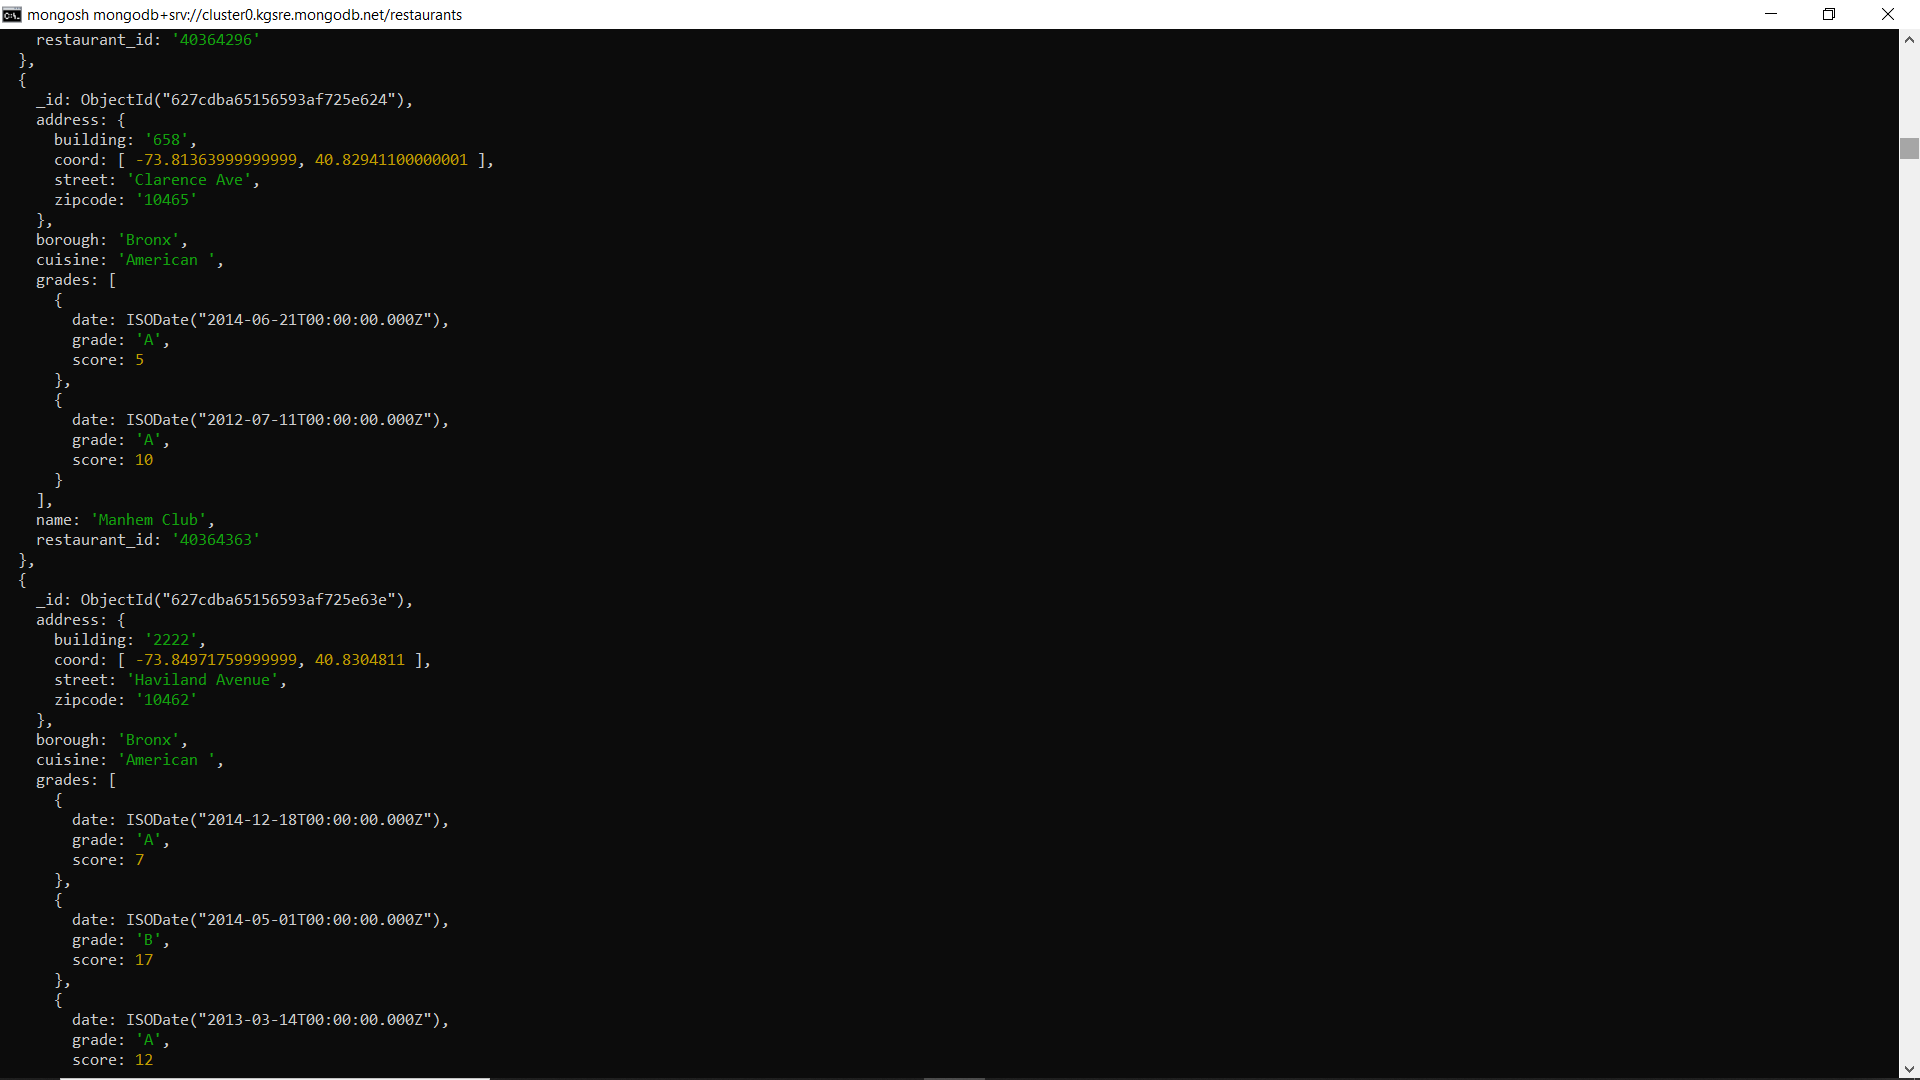 mongosh mongodb+srv://cluster0.kgsre.mongodb.net/restaurants
    restaurant_id: '40364296'
  },
  {
    _id: ObjectId("627cdba65156593af725e624"),
    address: {
      building: '658',
      coord: [ -73.81363999999999, 40.82941100000001 ],
      street: 'Clarence Ave',
      zipcode: '10465'
    },
    borough: 'Bronx',
    cuisine: 'American ',
    grades: [
      {
        date: ISODate("2014-06-21T00:00:00.000Z"),
        grade: 'A',
        score: 5
      },
      {
        date: ISODate("2012-07-11T00:00:00.000Z"),
        grade: 'A',
        score: 10
      }
    ],
    name: 'Manhem Club',
    restaurant_id: '40364363'
  },
  {
    _id: ObjectId("627cdba65156593af725e63e"),
    address: {
      building: '2222',
      coord: [ -73.84971759999999, 40.8304811 ],
      street: 'Haviland Avenue',
      zipcode: '10462'
    },
    borough: 'Bronx',
    cuisine: 'American ',
    grades: [
      {
        date: ISODate("2014-12-18T00:00:00.000Z"),
        grade: 'A',
        score: 7
      },
      {
        date: ISODate("2014-05-01T00:00:00.000Z"),
        grade: 'B',
        score: 17
      },
      {
        date: ISODate("2013-03-14T00:00:00.000Z"),
        grade: 'A',
        score: 12